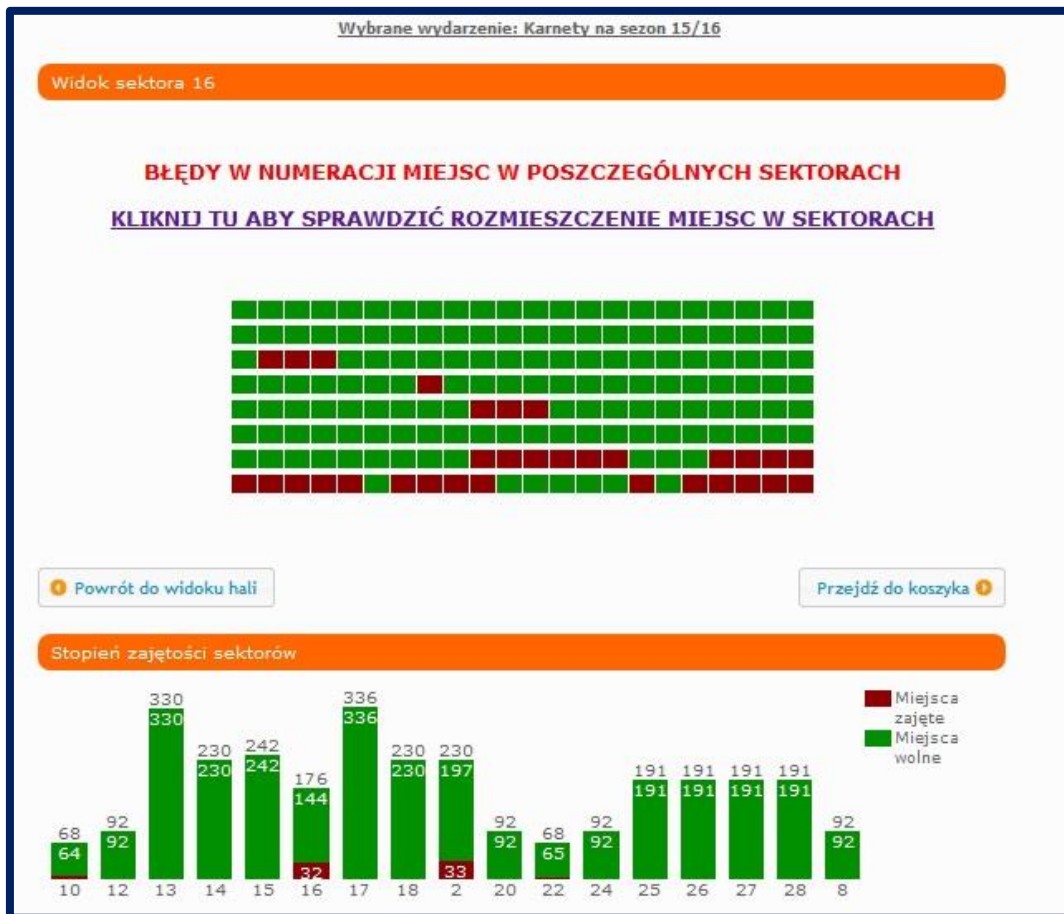 Wybrane wydarzenie: Karnety na sezon 15/16
Widok sektora 16
BŁĘDY W NUMERACJI MIEJSC W POSZCZEGÓLNYCH SEKTORACH
KLIKNIJ TU ABY SPRAWDZIĆ ROZMIESZCZENIE MIEJSC W SEKTORACH
Powrót do widoku hali
Przejdź do koszyka
Stopień zajętości sektorów
68 92 330 230 242 176 336 230 230 92 68 92 191 191 191 191 92
64 92 330 230 242 144 336 230 197 92 65 92 191 191 191 191 92
32 33
10 12 13 14 15 16 17 18 2 20 22 24 25 26 27 28 8
Miejsca
zajęte
Miejsca
wolne